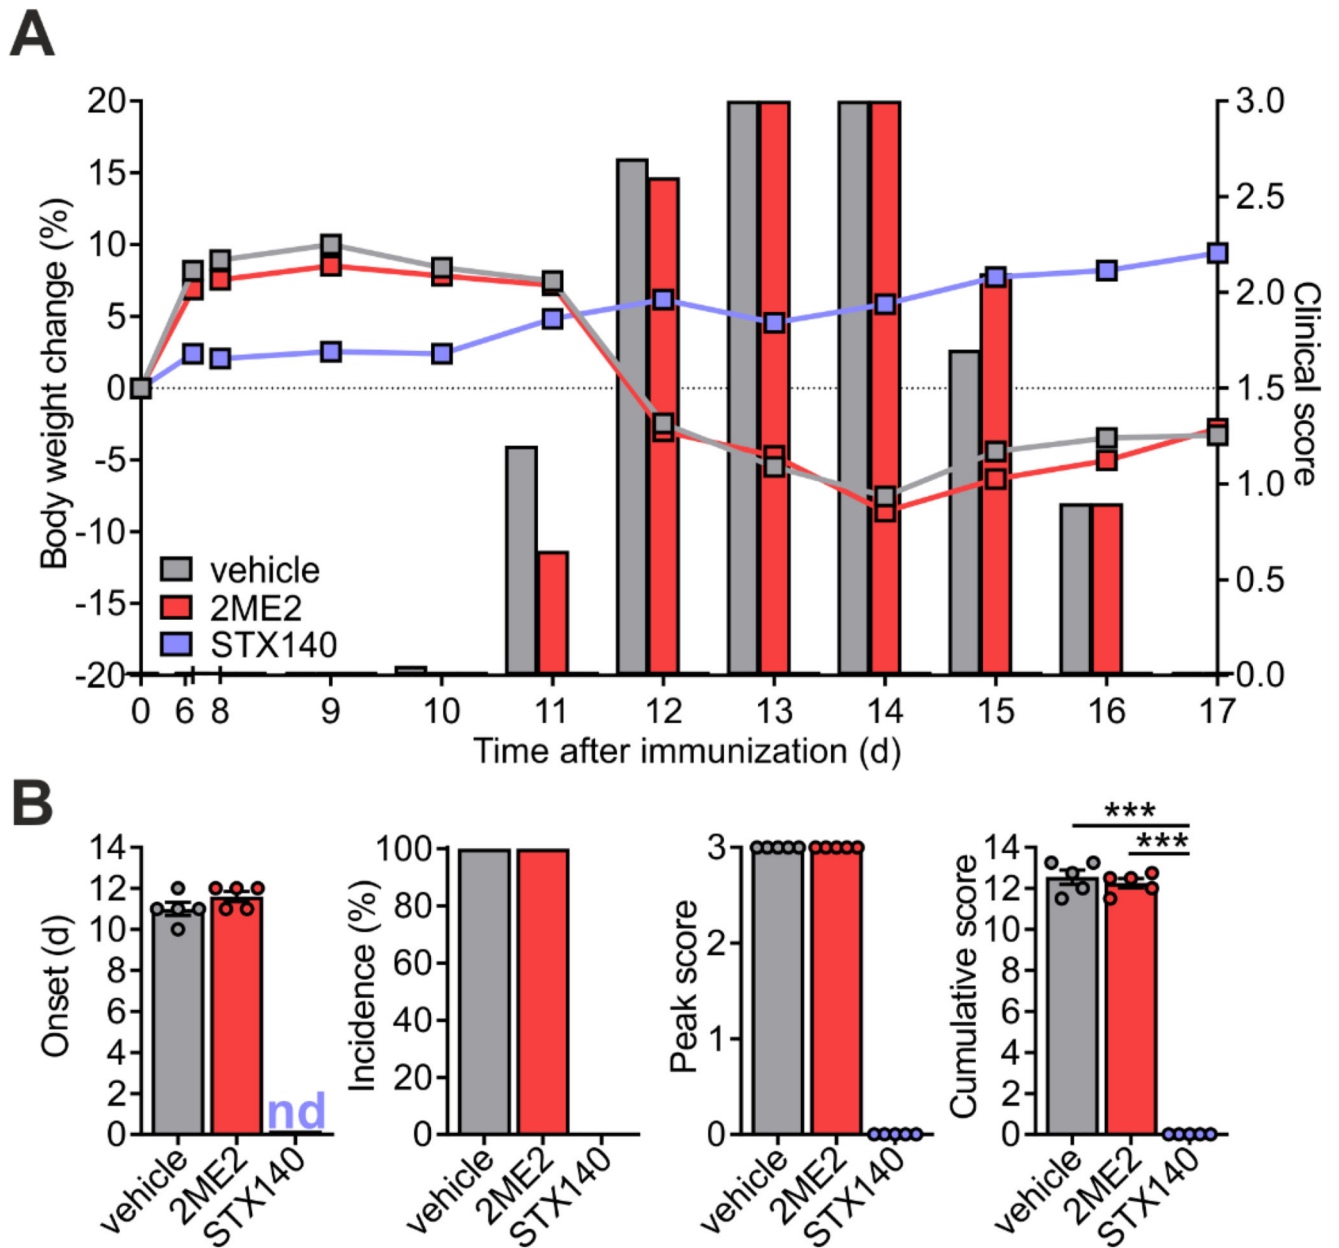 A
20
15
10
5
0
-5
-10
-15
-20
Body weight change (%)
3.0
2.5
2.0
1.5
1.0
0.5
0.0
Clinical score
vehicle
2ME2
STX140
0 6 8 9 10 11 12 13 14 15 16 17
Time after immunization (d)
B
14
12
10
8
6
4
2
0
Onset (d)
nd
vehicle
2ME2
STX140
100
80
60
40
20
0
Incidence (%)
vehicle
2ME2
STX140
3
2
1
0
Peak score
vehicle
2ME2
STX140
***
***
14
12
10
8
6
4
2
0
Cumulative score
vehicle
2ME2
STX140